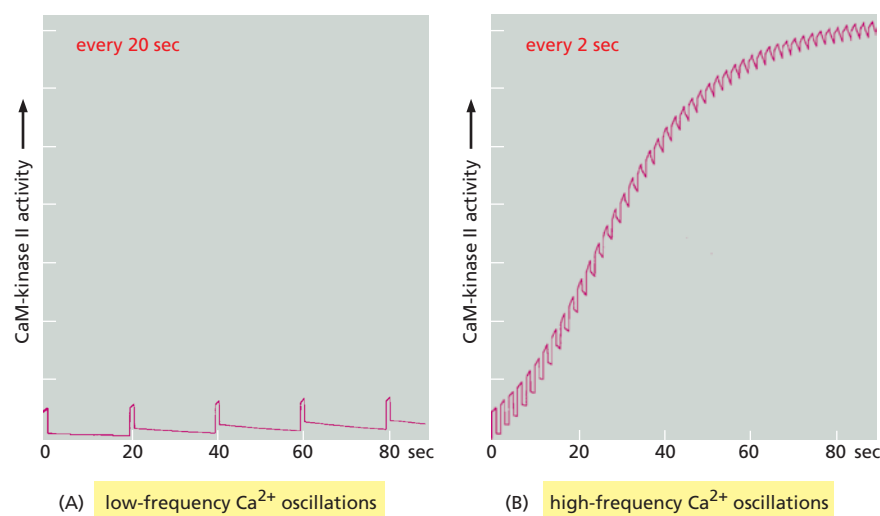 every 20 sec
CaM-kinase II activity
0 20 40 60 80 sec
(A) low-frequency Ca2+ oscillations
every 2 sec
CaM-kinase II activity
0 20 40 60 80 sec
(B) high-frequency Ca2+ oscillations